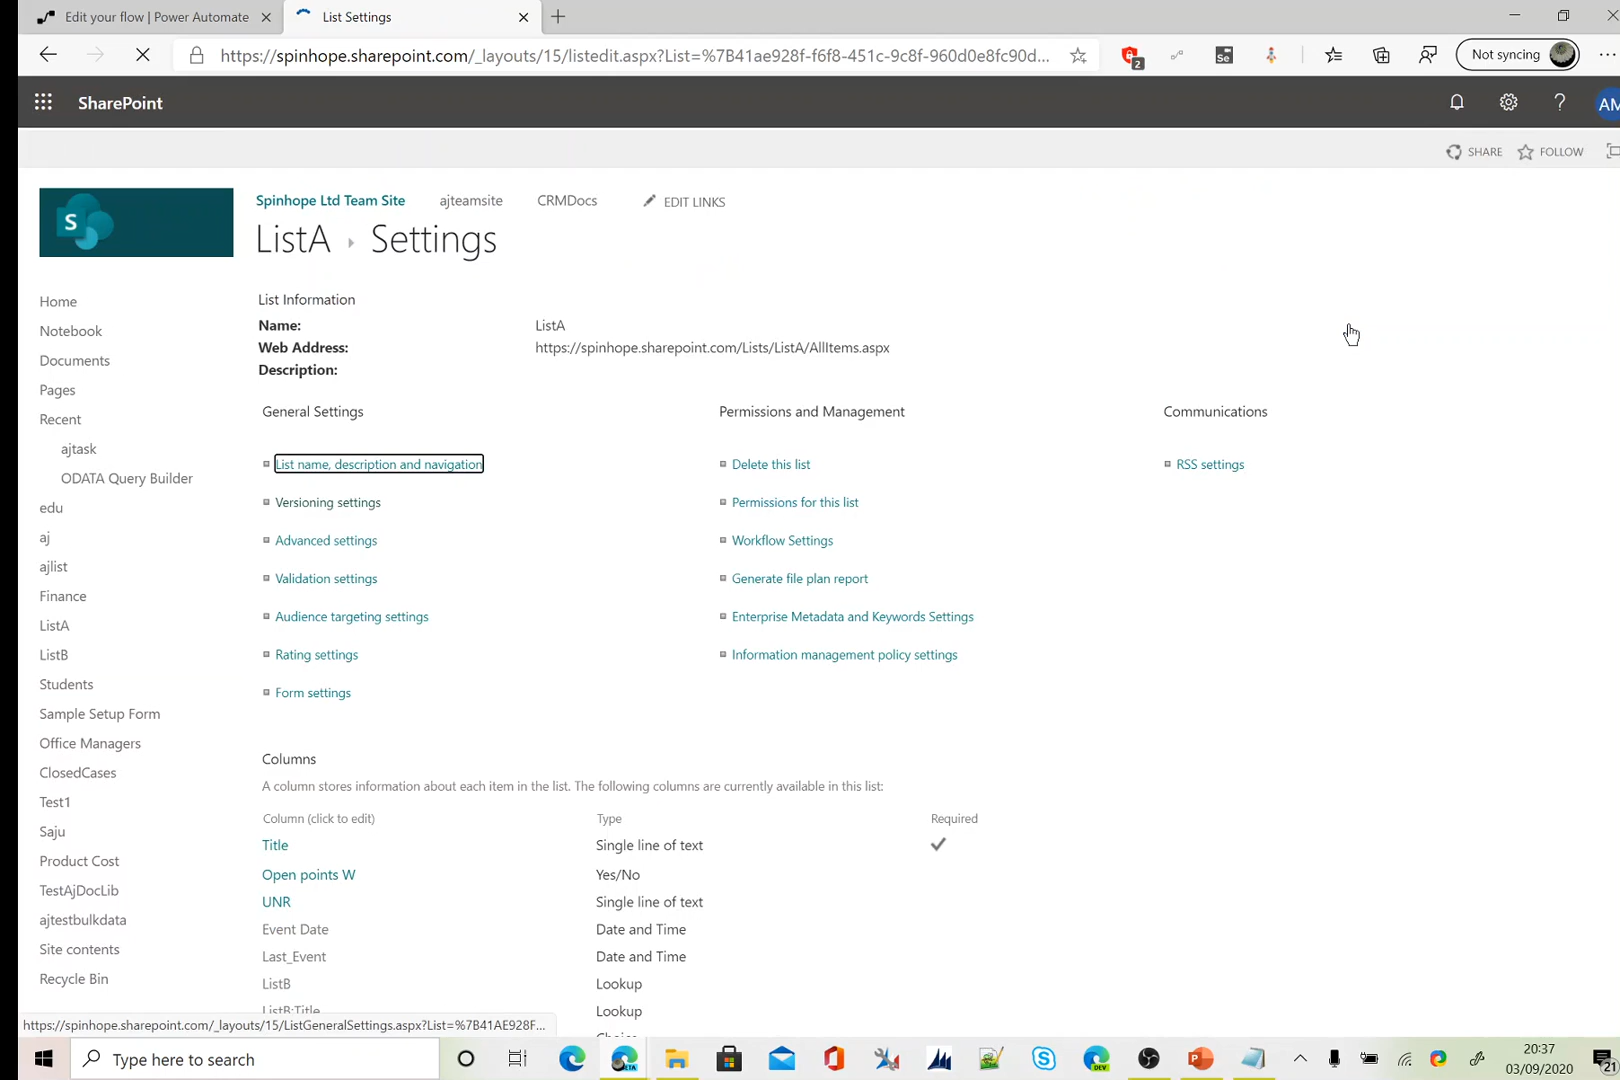 Edit your flow | Power Automate
List Settings
https://spinhope.sharepoint.com/_layouts/15/listedit.aspx?List=%7B41ae928f-f6f8-451c-9c8f-960d0e8fc90d...
2
Se
Not syncing
SharePoint
?
AM
SHARE
FOLLOW
S
Spinhope Ltd Team Site
ajteamsite
CRMDocs
EDIT LINKS
ListA
Settings
Home
Notebook
Documents
Pages
Recent
ajtask
ODATA Query Builder
edu
aj
ajlist
Finance
ListA
ListB
Students
Sample Setup Form
Office Managers
ClosedCases
Test1
Saju
Product Cost
TestAjDocLib
ajtestbulkdata
Site contents
Recycle Bin
List Information
Name: ListA
Web Address: https://spinhope.sharepoint.com/Lists/ListA/AllItems.aspx
Description:
General Settings
List name, description and navigation
Versioning settings
Advanced settings
Validation settings
Audience targeting settings
Rating settings
Form settings
Permissions and Management
Delete this list
Permissions for this list
Workflow Settings
Generate file plan report
Enterprise Metadata and Keywords Settings
Information management policy settings
Communications
RSS settings
Columns
A column stores information about each item in the list. The following columns are currently available in this list:
Column (click to edit) Type Required
Title Single line of text
Open points W Yes/No
UNR Single line of text
Event Date Date and Time
Last_Event Date and Time
ListB Lookup
ListB:Title Lookup
Choice
https://spinhope.sharepoint.com/_layouts/15/ListGeneralSettings.aspx?List=%7B41AE928F...
Type here to search
BETA
DEV
20:37
03/09/2020
21